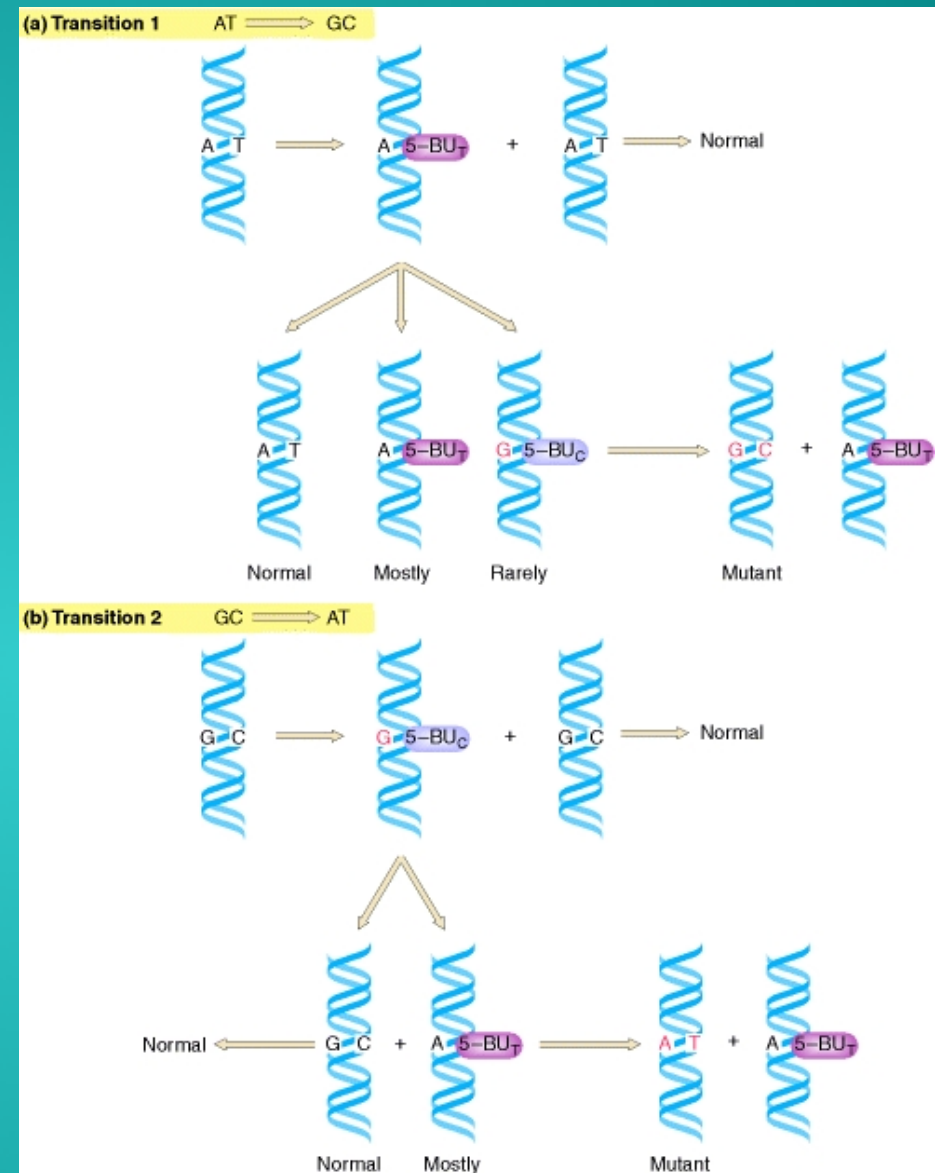 (a) Transition 1 AT GC
A T A 5-BUT + A T Normal
A T A 5-BUT G 5-BUC G C + A 5-BUT
Normal Mostly Rarely Mutant
(b) Transition 2 GC AT
G C G 5-BUC + G C Normal
Normal G C + A 5-BUT A T + A 5-BUT
Normal Mostly Mutant